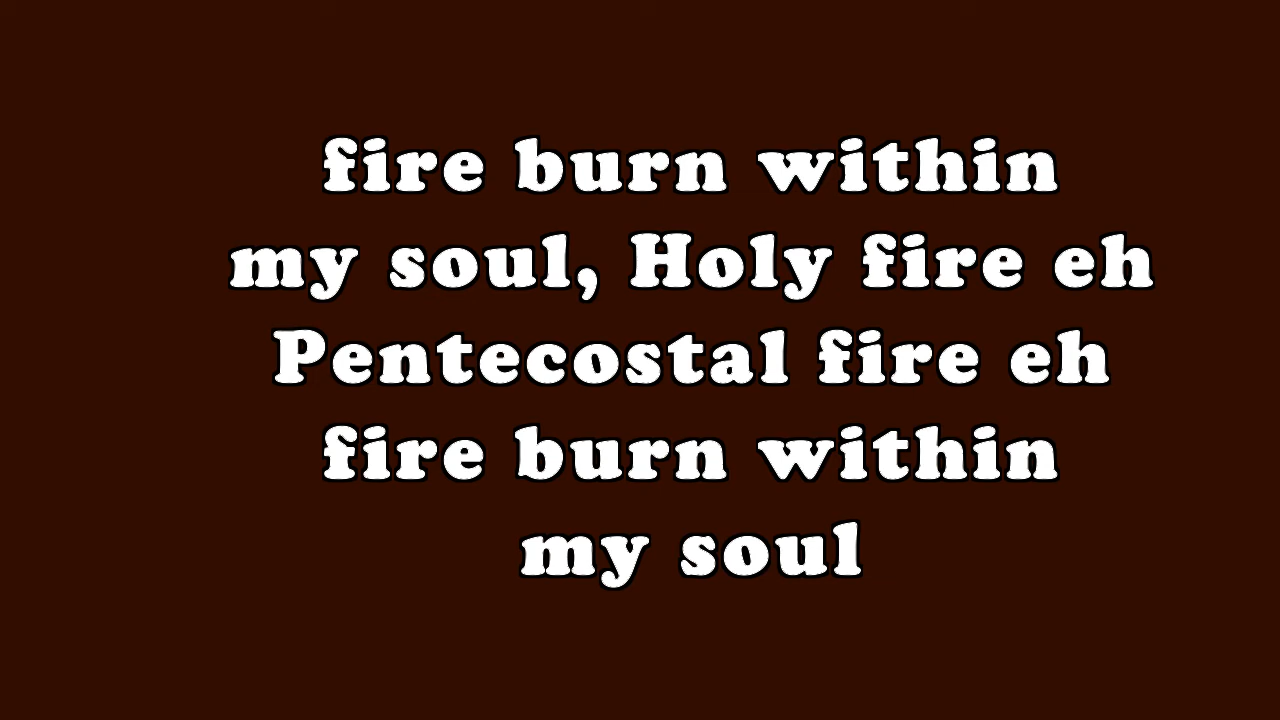 fire burn within
my soul, Holy fire eh
Pentecostal fire eh
fire burn within
my soul